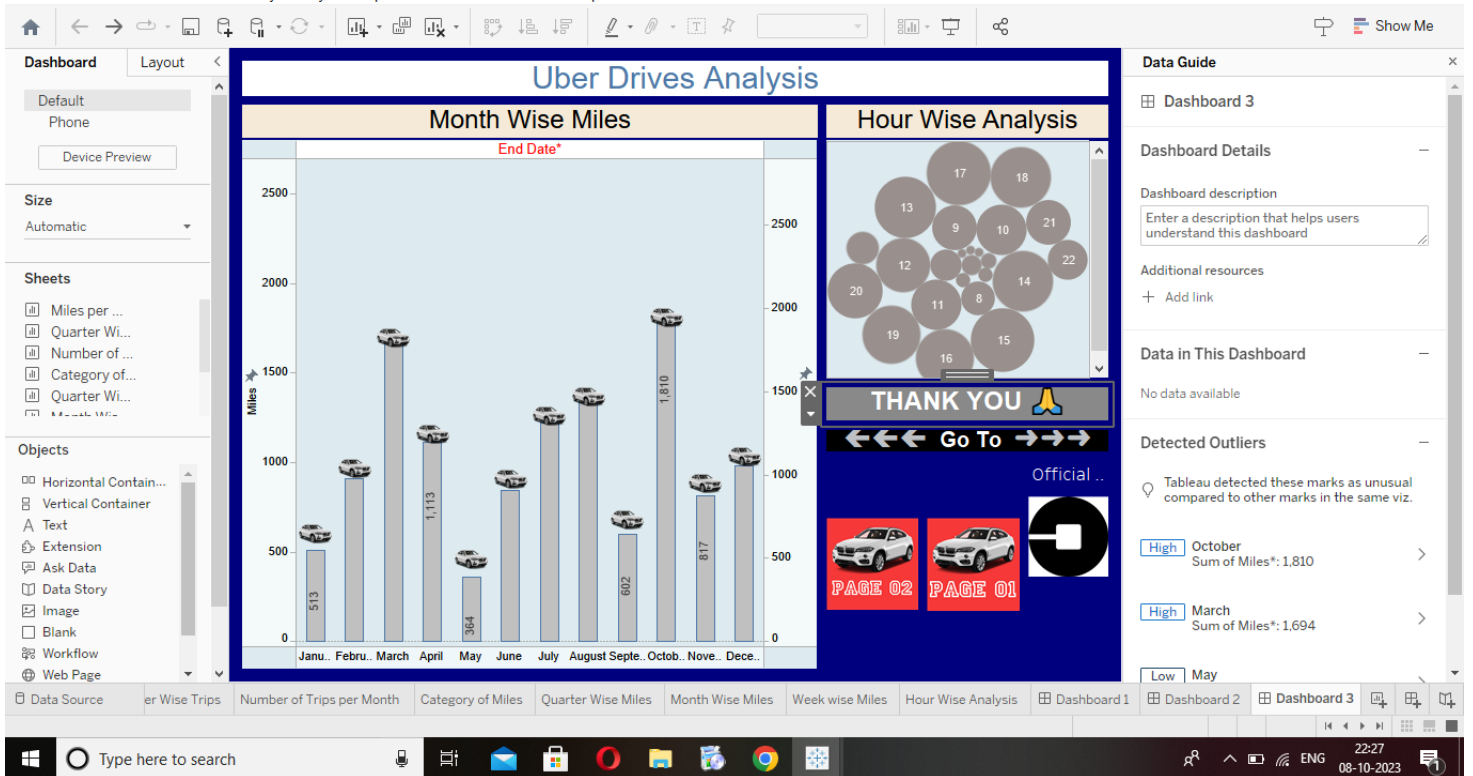 Show Me
Dashboard
Layout
Default
Phone
Device Preview
Size
Automatic
Sheets
Miles per ...
Quarter Wi...
Number of ...
Category of...
Quarter Wi...
Objects
Horizontal Contain...
Vertical Container
Text
Extension
Ask Data
Data Story
Image
Blank
Workflow
Web Page
Uber Drives Analysis
Month Wise Miles
End Date*
2500
2000
1500
1000
500
0
Miles
513
1,113
364
602
1,810
817
2500
2000
1500
1000
500
0
Janu.. Febru.. March April May June July August Septe.. Octob.. Nove.. Dece..
Hour Wise Analysis
17
18
13
9
10
21
12
22
20
14
11
8
19
15
16
THANK YOU 🙏
←←← Go To →→→
Official ..
PAGE 02
PAGE 01
Data Guide
Dashboard 3
Dashboard Details
Dashboard description
Enter a description that helps users
understand this dashboard
Additional resources
+ Add link
Data in This Dashboard
No data available
Detected Outliers
Tableau detected these marks as unusual
compared to other marks in the same viz.
High October
Sum of Miles*: 1,810
High March
Sum of Miles*: 1,694
Low May
Data Source
er Wise Trips
Number of Trips per Month
Category of Miles
Quarter Wise Miles
Month Wise Miles
Week wise Miles
Hour Wise Analysis
Dashboard 1
Dashboard 2
Dashboard 3
Type here to search
ENG
22:27
08-10-2023
1